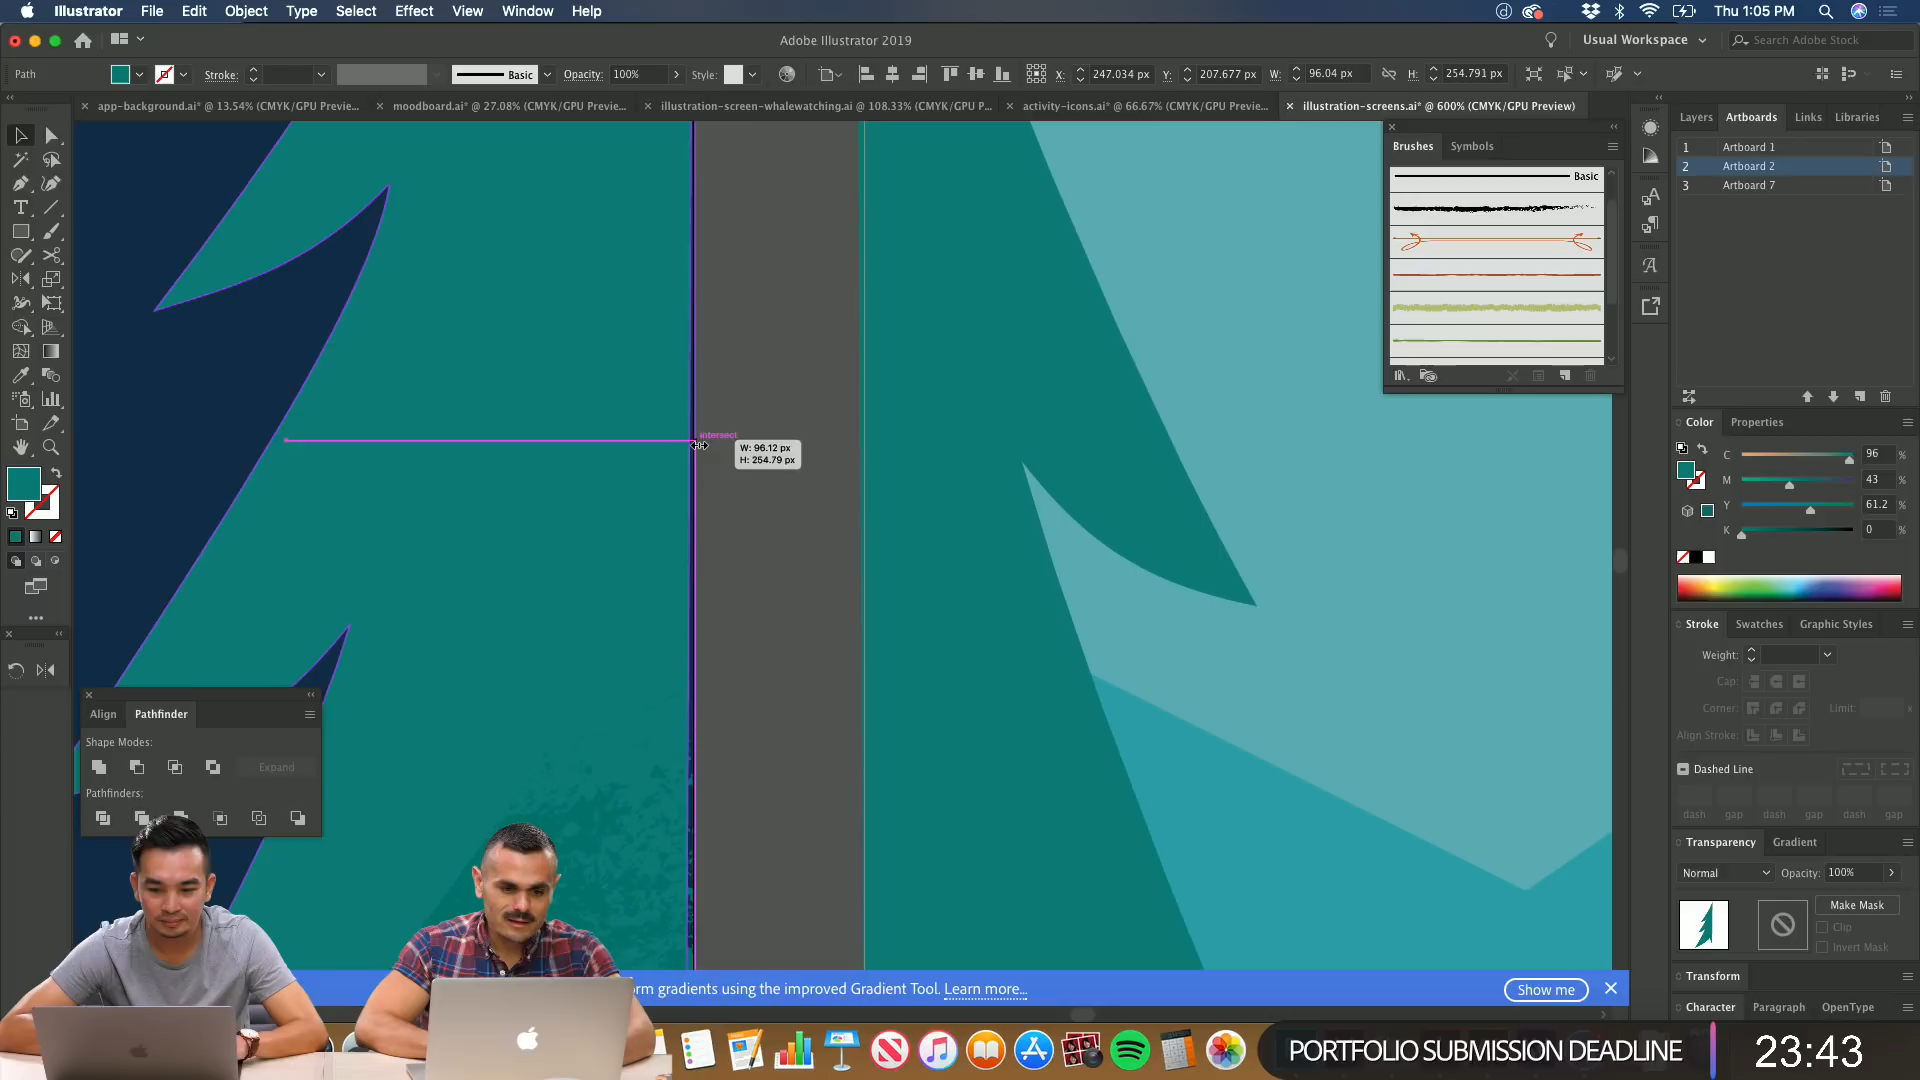 Illustrator File Edit Object Type Select Effect View Window Help
Thu 1:05 PM
Adobe Illustrator 2019
Usual Workspace
Search Adobe Stock
Path
Stroke:
Basic
Opacity: 100%
Style:
X: 247.034 px Y: 207.677 px W: 96.04 px H: 254.791 px
app-background.ai* @ 13.54% (CMYK/GPU Previe...
moodboard.ai* @ 27.08% (CMYK/GPU Previe...
illustration-screen-whalewatching.ai @ 108.33% (CMYK/GPU P...
activity-icons.ai* @ 66.67% (CMYK/GPU Previe...
illustration-screens.ai* @ 600% (CMYK/GPU Preview)
Brushes Symbols
Basic
Layers Artboards Links Libraries
1 Artboard 1
2 Artboard 2
3 Artboard 7
intersect
W: 96.12 px
H: 254.79 px
Color Properties
C 96 %
M 43 %
Y 61.2 %
K 0 %
Stroke Swatches Graphic Styles
Weight:
Cap:
Corner: Limit: x
Align Stroke:
Dashed Line
dash gap dash gap dash gap
Align Pathfinder
Shape Modes:
Expand
Pathfinders:
Transparency Gradient
Normal Opacity: 100%
Make Mask
Clip
Invert Mask
Transform
Character Paragraph OpenType
orm gradients using the improved Gradient Tool. Learn more...
Show me
PORTFOLIO SUBMISSION DEADLINE
23:43